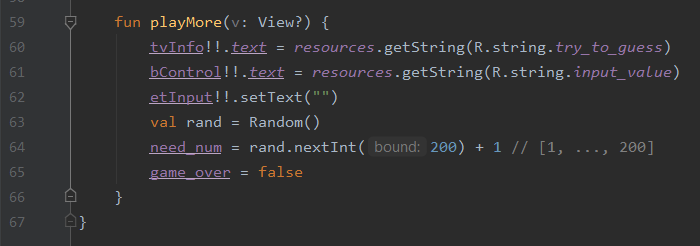 59 fun playMore(v: View?) {
60 tvInfo!!.text = resources.getString(R.string.try_to_guess)
61 bControl!!.text = resources.getString(R.string.input_value)
62 etInput!!.setText("")
63 val rand = Random()
64 need_num = rand.nextInt( bound: 200) + 1 // [1, ..., 200]
65 game_over = false
66 }
67 }